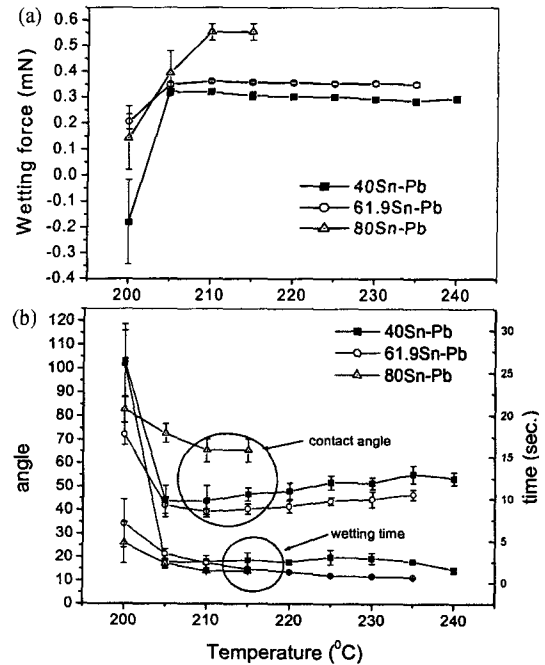 (a)
Wetting force (mN)
0.6
0.5
0.4
0.3
0.2
0.1
0.0
-0.1
-0.2
-0.3
-0.4
40Sn-Pb
61.9Sn-Pb
80Sn-Pb
200 210 220 230 240
(b)
angle
120
110
100
90
80
70
60
50
40
30
20
10
0
40Sn-Pb
61.9Sn-Pb
80Sn-Pb
contact angle
wetting time
30
25
20
15
10
5
0
time (sec.)
200 210 220 230 240
Temperature (°C)